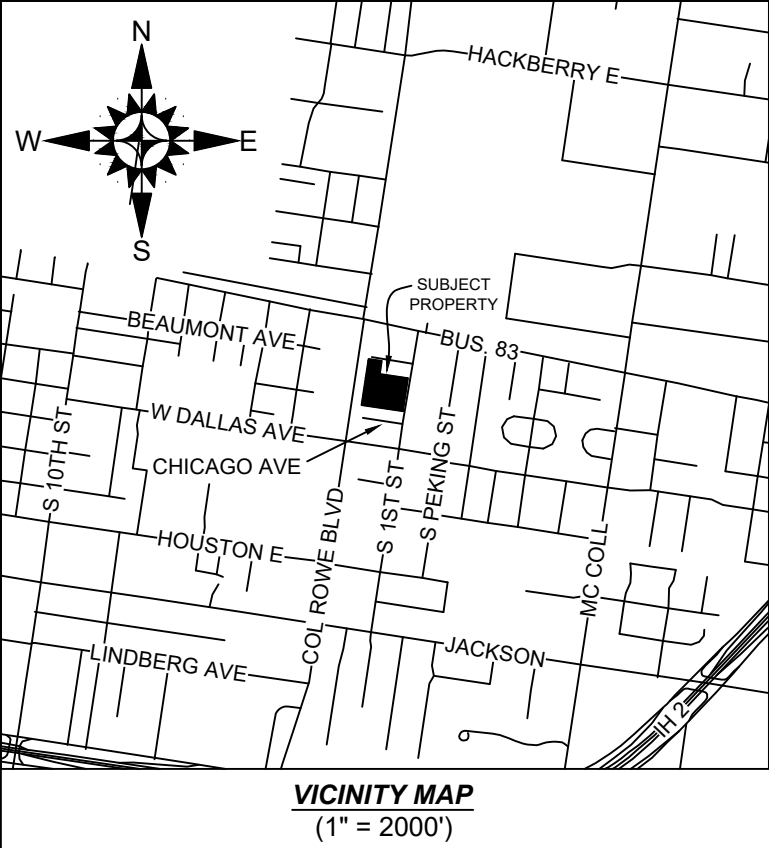 N
HACKBERRY E
W
E
S
SUBJECT
PROPERTY
BEAUMONT AVE
BUS. 83
W DALLAS AVE
CHICAGO AVE
S 10TH ST
S 1ST ST
S PEKING ST
COL ROWE BLVD
HOUSTON E
MC COLL
LINDBERG AVE
JACKSON
IH 2
VICINITY MAP
(1" = 2000')